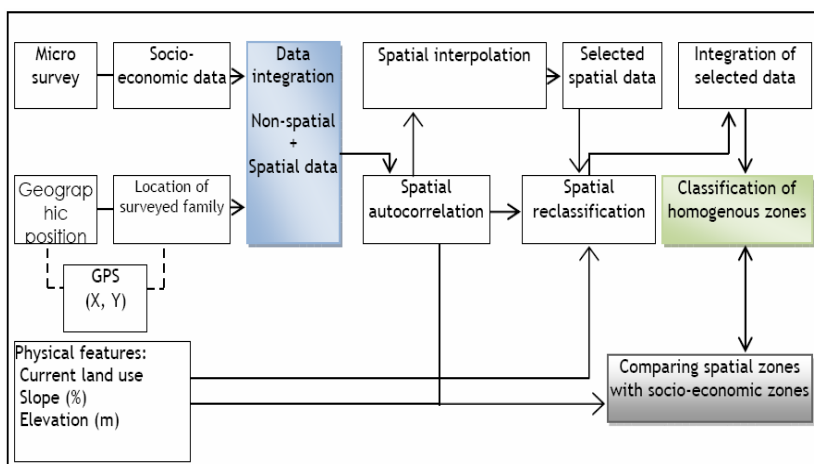 Micro
survey
Socio-
economic data
Data
integration
Non-spatial
+
Spatial data
Spatial interpolation
Selected
spatial data
Integration of
selected data
Geograp
hic
position
Location of
surveyed family
Spatial
autocorrelation
Spatial
reclassification
Classification of
homogenous zones
GPS
(X, Y)
Physical features:
Current land use
Slope (%)
Elevation (m)
Comparing spatial zones
with socio-economic zones